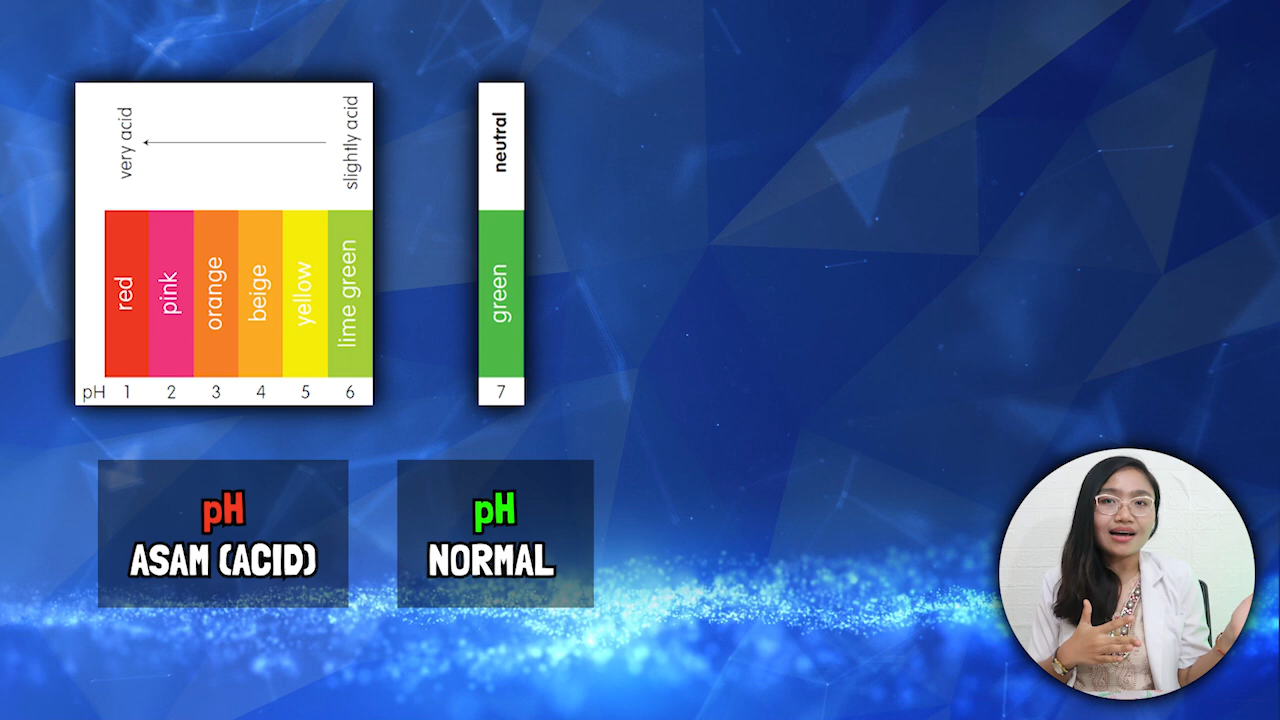 very acid
slightly acid
red
pink
orange
beige
yellow
lime green
pH 1 2 3 4 5 6
neutral
green
7
pH
ASAM (ACID)
pH
NORMAL